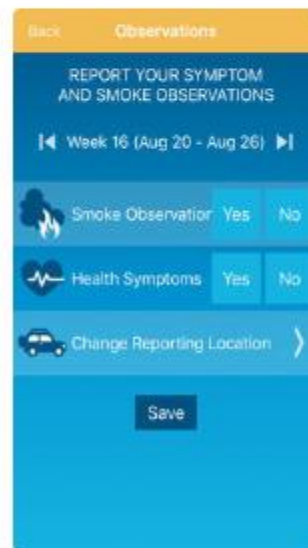 Back Observations
REPORT YOUR SYMPTOM
AND SMOKE OBSERVATIONS
Week 16 (Aug 20 - Aug 26)
Smoke Observation Yes No
Health Symptoms Yes No
Change Reporting Location
Save